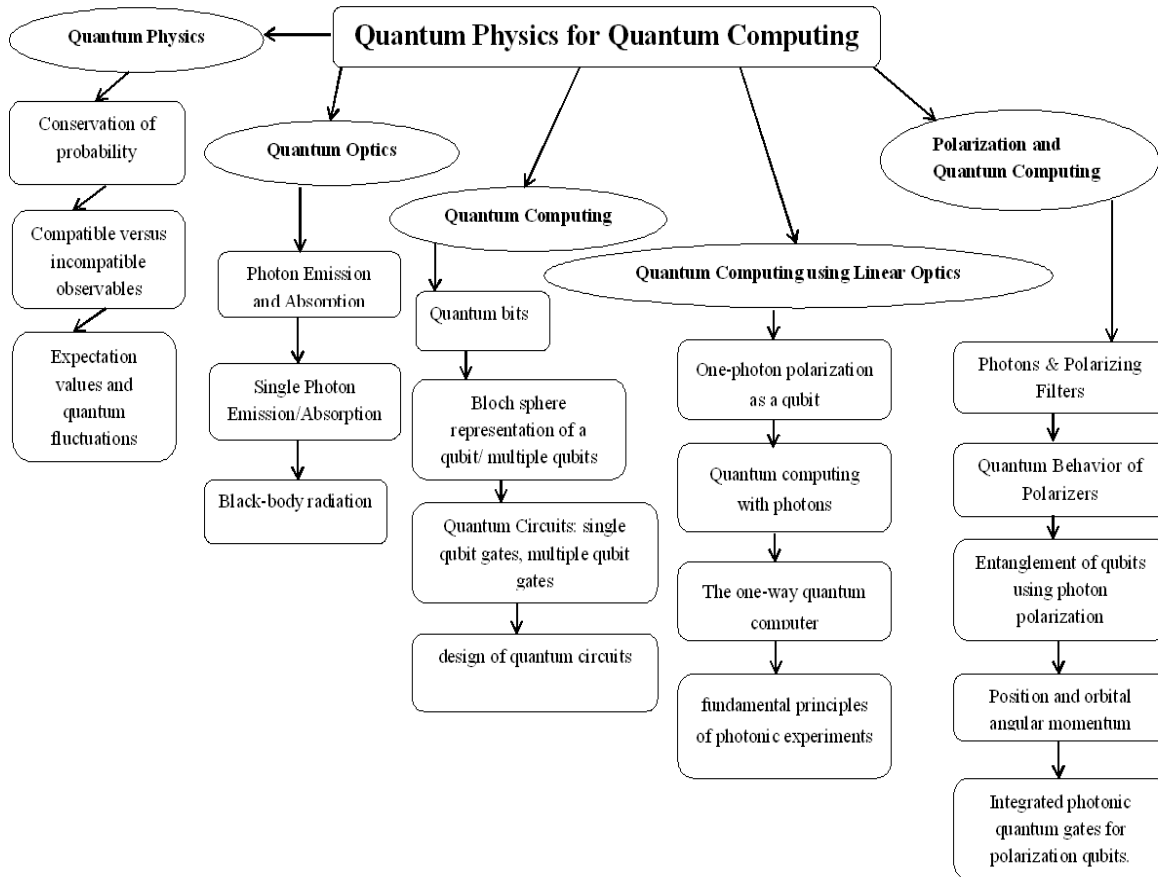 Quantum Physics for Quantum Computing
Quantum Physics
Conservation of
probability
Compatible versus
incompatible
observables
Expectation
values and
quantum
fluctuations
Quantum Optics
Photon Emission
and Absorption
Single Photon
Emission/Absorption
Black-body radiation
Quantum Computing
Quantum bits
Bloch sphere
representation of a
qubit/ multiple qubits
Quantum Circuits: single
qubit gates, multiple qubit
gates
design of quantum circuits
Quantum Computing using Linear Optics
One-photon polarization
as a qubit
Quantum computing
with photons
The one-way quantum
computer
fundamental principles
of photonic experiments
Polarization and
Quantum Computing
Photons & Polarizing
Filters
Quantum Behavior of
Polarizers
Entanglement of qubits
using photon
polarization
Position and orbital
angular momentum
Integrated photonic
quantum gates for
polarization qubits.